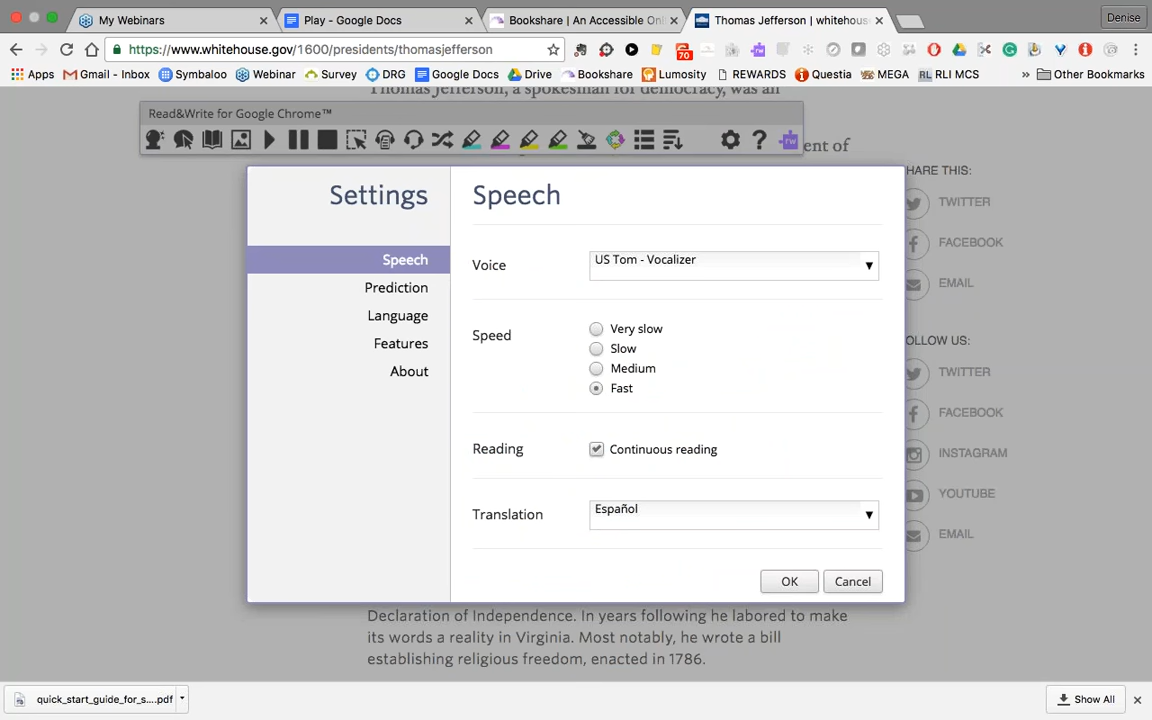 My Webinars
Play - Google Docs
Bookshare | An Accessible Onl
Thomas Jefferson | whitehouse
Denise
https://www.whitehouse.gov/1600/presidents/thomasjefferson
70
Apps
Gmail - Inbox
Symbaloo
Webinar
Survey
DRG
Google Docs
Drive
Bookshare
Lumosity
REWARDS
Questia
MEGA
RL RLI MCS
»
Other Bookmarks
Thomas Jefferson, a spokesman for democracy, was an
Read&Write for Google Chrome™
ent of
HARE THIS:
TWITTER
FACEBOOK
EMAIL
OLLOW US:
TWITTER
FACEBOOK
INSTAGRAM
YOUTUBE
EMAIL
Settings
Speech
Prediction
Language
Features
About
Speech
Voice
US Tom - Vocalizer
Speed
Very slow
Slow
Medium
Fast
Reading
Continuous reading
Translation
Español
OK
Cancel
Declaration of Independence. In years following he labored to make
its words a reality in Virginia. Most notably, he wrote a bill
establishing religious freedom, enacted in 1786.
quick_start_guide_for_s....pdf
Show All